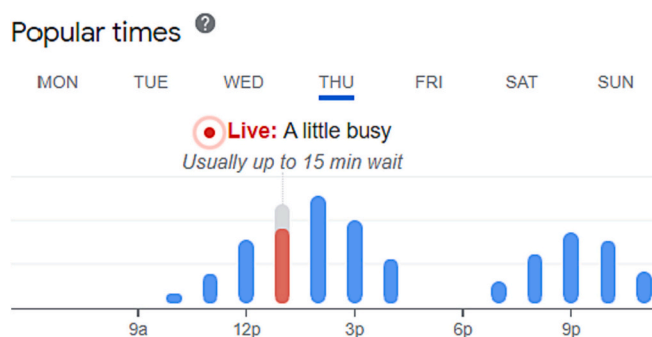 Popular times ?
MON TUE WED THU FRI SAT SUN
Live: A little busy
Usually up to 15 min wait
9a 12p 3p 6p 9p